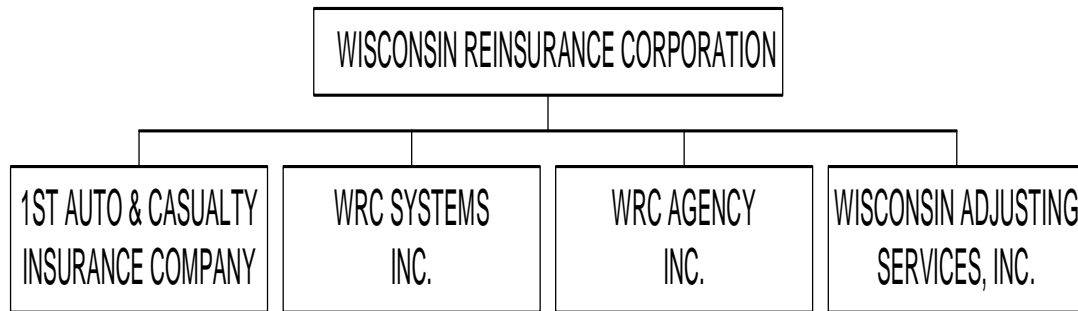 WISCONSIN REINSURANCE CORPORATION
1ST AUTO & CASUALTY
INSURANCE COMPANY
WRC SYSTEMS
INC.
WRC AGENCY
INC.
WISCONSIN ADJUSTING
SERVICES, INC.